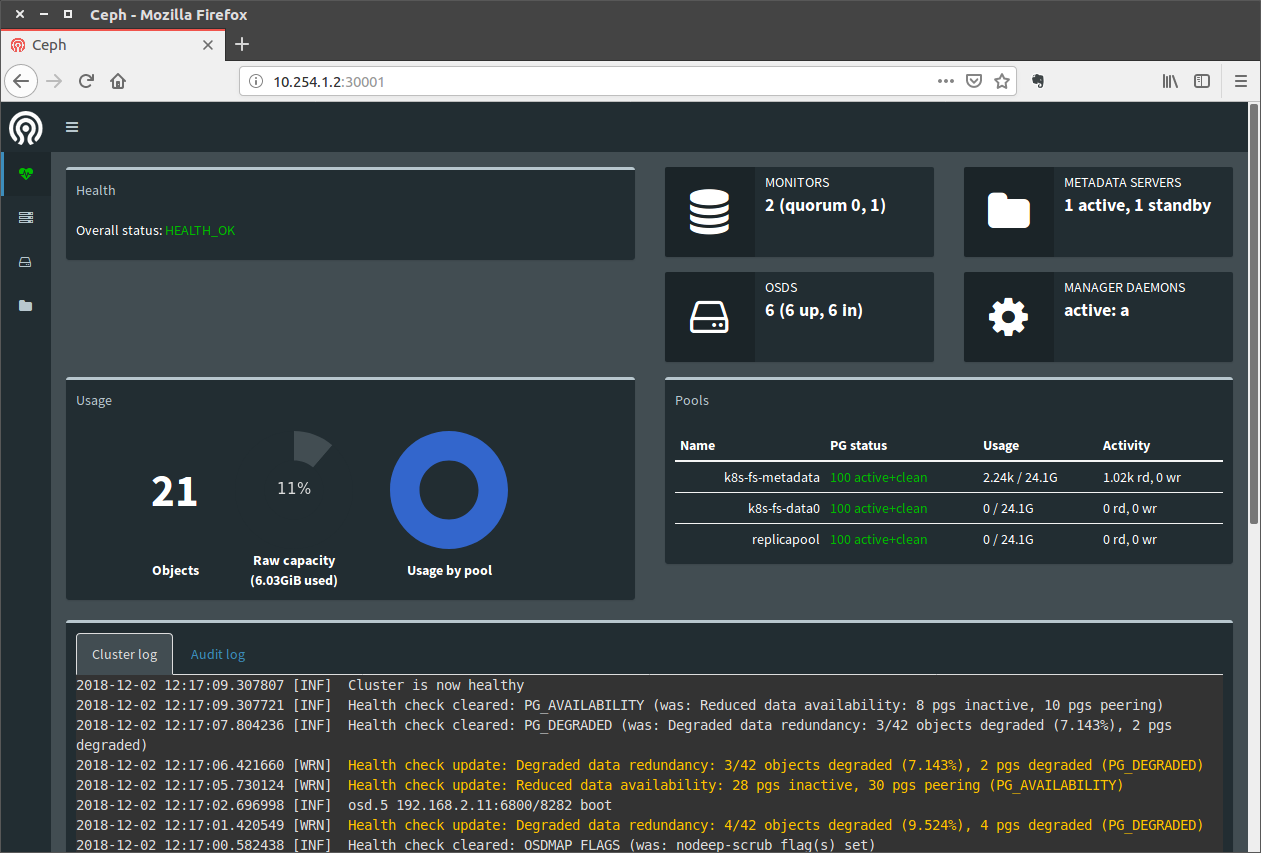 Ceph - Mozilla Firefox
Ceph
10.254.1.2:30001
Health
Overall status: HEALTH_OK
MONITORS
2 (quorum 0, 1)
METADATA SERVERS
1 active, 1 standby
OSDS
6 (6 up, 6 in)
MANAGER DAEMONS
active: a
Usage
21
Objects
11%
Raw capacity
(6.03GiB used)
Usage by pool
Pools
Name PG status Usage Activity
k8s-fs-metadata 100 active+clean 2.24k / 24.1G 1.02k rd, 0 wr
k8s-fs-data0 100 active+clean 0 / 24.1G 0 rd, 0 wr
replicapool 100 active+clean 0 / 24.1G 0 rd, 0 wr
Cluster log Audit log
2018-12-02 12:17:09.307807 [INF] Cluster is now healthy
2018-12-02 12:17:09.307721 [INF] Health check cleared: PG_AVAILABILITY (was: Reduced data availability: 8 pgs inactive, 10 pgs peering)
2018-12-02 12:17:07.804236 [INF] Health check cleared: PG_DEGRADED (was: Degraded data redundancy: 3/42 objects degraded (7.143%), 2 pgs
degraded)
2018-12-02 12:17:06.421660 [WRN] Health check update: Degraded data redundancy: 3/42 objects degraded (7.143%), 2 pgs degraded (PG_DEGRADED)
2018-12-02 12:17:05.730124 [WRN] Health check update: Reduced data availability: 28 pgs inactive, 30 pgs peering (PG_AVAILABILITY)
2018-12-02 12:17:02.696998 [INF] osd.5 192.168.2.11:6800/8282 boot
2018-12-02 12:17:01.420549 [WRN] Health check update: Degraded data redundancy: 4/42 objects degraded (9.524%), 4 pgs degraded (PG_DEGRADED)
2018-12-02 12:17:00.582438 [INF] Health check cleared: OSDMAP_FLAGS (was: nodeep-scrub flag(s) set)